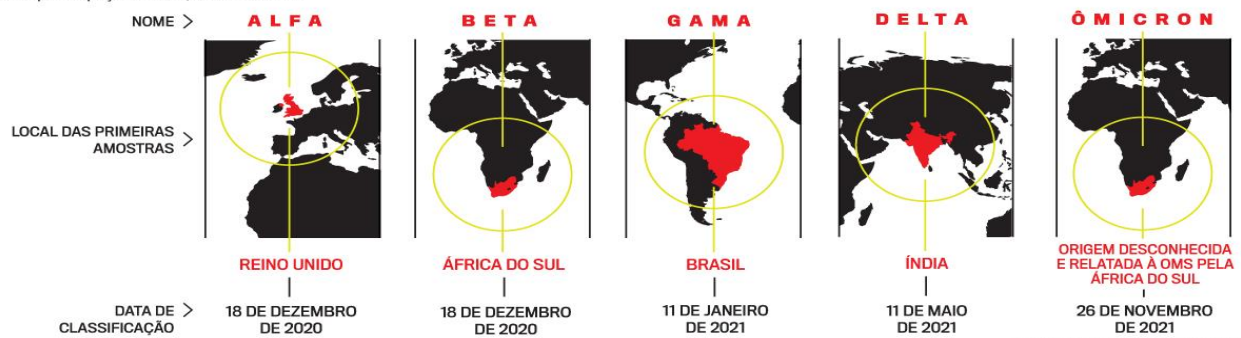 NOME >
ALFA
BETA
GAMA
DELTA
ÔMICRON
LOCAL DAS PRIMEIRAS
AMOSTRAS >
REINO UNIDO
ÁFRICA DO SUL
BRASIL
ÍNDIA
ORIGEM DESCONHECIDA
E RELATADA À OMS PELA
ÁFRICA DO SUL
DATA DE
CLASSIFICAÇÃO >
18 DE DEZEMBRO
DE 2020
18 DE DEZEMBRO
DE 2020
11 DE JANEIRO
DE 2021
11 DE MAIO
DE 2021
26 DE NOVEMBRO
DE 2021